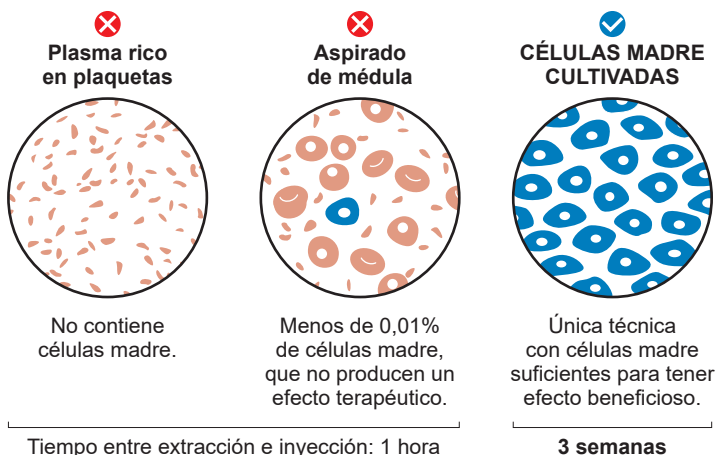 Plasma rico
en plaquetas
Aspirado
de médula
CÉLULAS MADRE
CULTIVADAS
No contiene
células madre.
Menos de 0,01%
de células madre,
que no producen un
efecto terapéutico.
Única técnica
con células madre
suficientes para tener
efecto beneficioso.
Tiempo entre extracción e inyección: 1 hora
3 semanas